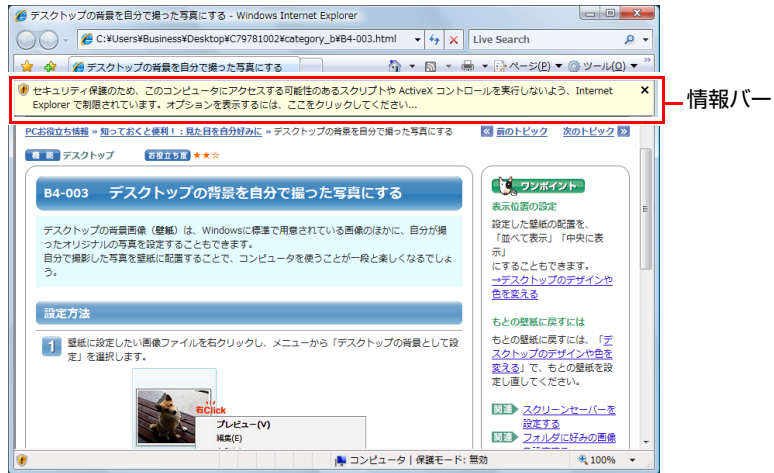 デスクトップの背景を自分で撮った写真にする - Windows Internet Explorer
C:¥Users¥Business¥Desktop¥C79781002¥category_b¥B4-003.html
Live Search
デスクトップの背景を自分で撮った写真にする
ページ(P)
ツール(O)
セキュリティ保護のため、このコンピュータにアクセスする可能性のあるスクリプトや ActiveX コントロールを実行しないよう、Internet
Explorer で制限されています。オプションを表示するには、ここをクリックしてください...
情報バー
PCお役立ち情報 » 知っておくと便利！：見た目を自分好みに » デスクトップの背景を自分で撮った写真にする
前のトピック 次のトピック
機 能 デスクトップ お役立ち度 ★★☆
B4-003 デスクトップの背景を自分で撮った写真にする
デスクトップの背景画像（壁紙）は、Windowsに標準で用意されている画像のほかに、自分が撮
ったオリジナルの写真を設定することもできます。
自分で撮影した写真を壁紙に配置することで、コンピュータを使うことが一段と楽しくなるでしょ
う。
設定方法
1 壁紙に設定したい画像ファイルを右クリックし、メニューから「デスクトップの背景として設
定」を選択します。
右Click
プレビュー(V)
編集(E)
ワンポイント
表示位置の設定
設定した壁紙の配置を、
「並べて表示」「中央に表
示」
にすることもできます。
→デスクトップのデザインや
色を変える
もとの壁紙に戻すには
もとの壁紙に戻すには、「デ
スクトップのデザインや色を
変える」で、もとの壁紙を設
定し直してください。
関連 スクリーンセーバーを
設定する
関連 フォルダに好みの画像
コンピュータ | 保護モード: 無効
100%